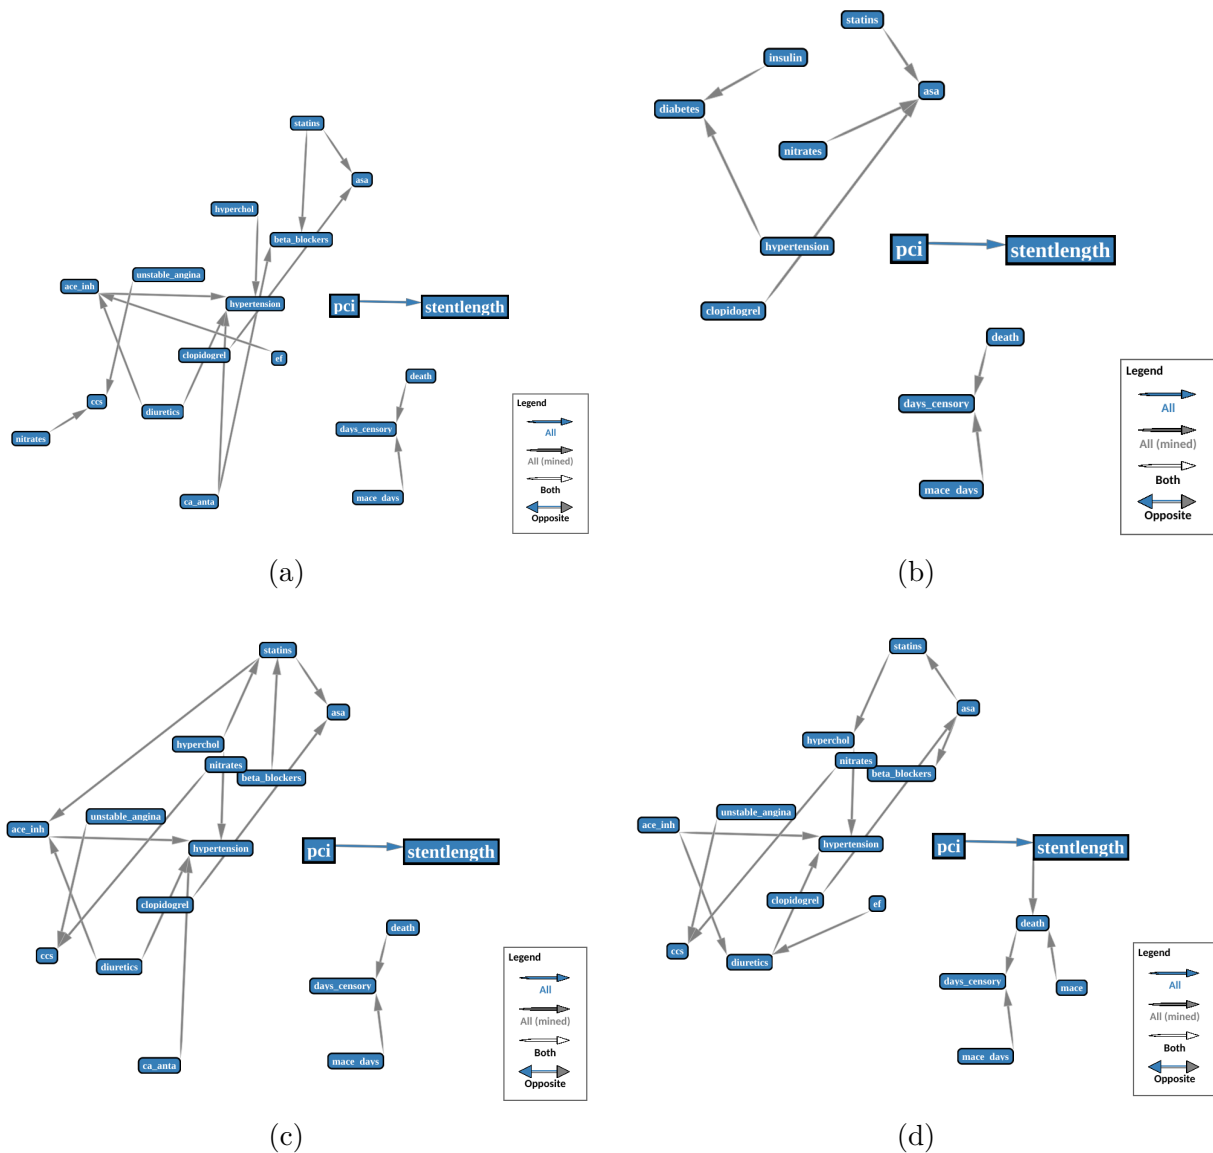 statins
asa
hyperchol
beta_blockers
unstable_angina
ace_inh
hypertension
pci
stentlength
clopidogrel
ef
death
ccs
diuretics
days_censory
nitrates
ca_anta
mace_days
Legend
All
All (mined)
Both
Opposite
(a)
statins
insulin
asa
diabetes
nitrates
hypertension
pci
stentlength
clopidogrel
death
days_censory
mace_days
Legend
All
All (mined)
Both
Opposite
(b)
statins
asa
hyperchol
nitrates
beta_blockers
unstable_angina
ace_inh
hypertension
pci
stentlength
clopidogrel
death
ccs
diuretics
days_censory
ca_anta
mace_days
Legend
All
All (mined)
Both
Opposite
(c)
statins
asa
hyperchol
nitrates
beta_blockers
unstable_angina
ace_inh
hypertension
pci
stentlength
clopidogrel
ef
death
ccs
diuretics
days_censory
mace
mace_days
Legend
All
All (mined)
Both
Opposite
(d)